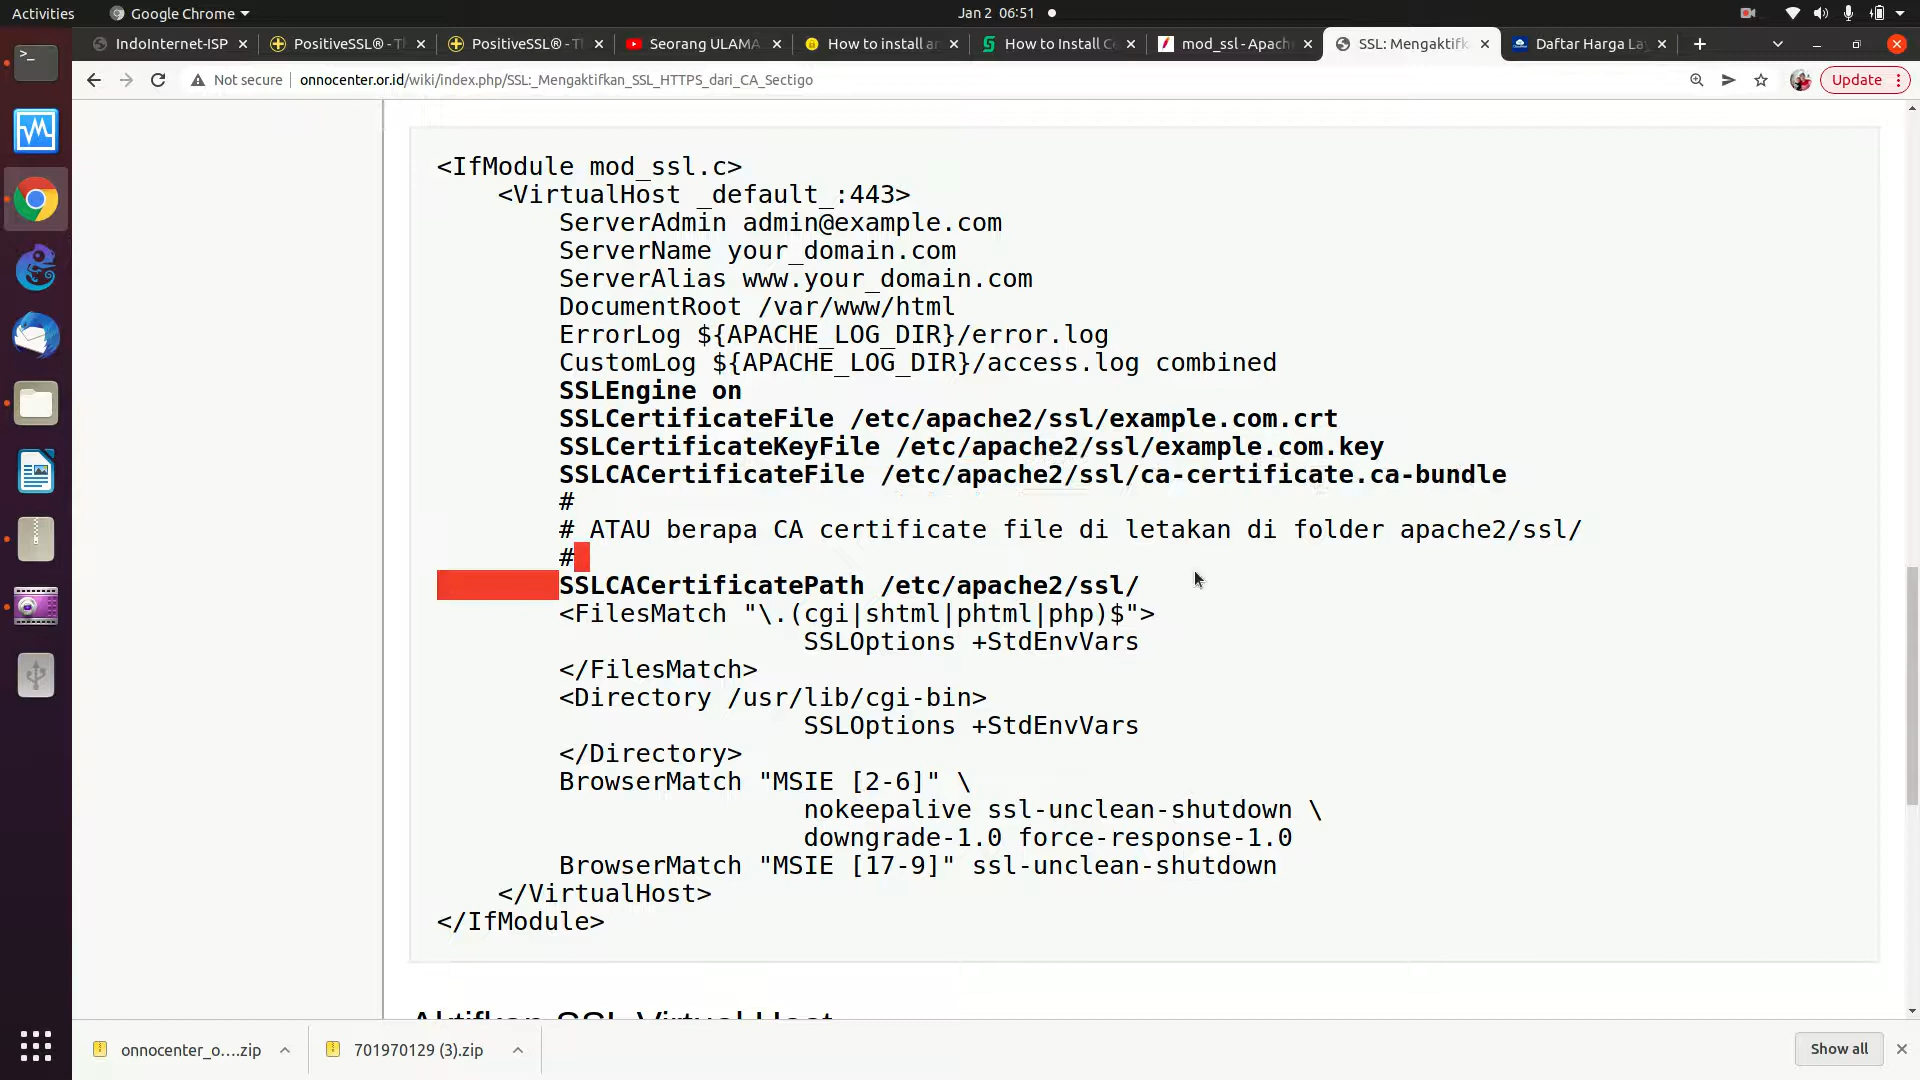 Activities
Google Chrome
Jan 2 06:51
IndoInternet-ISP
PositiveSSL® - Th
PositiveSSL® - Th
Seorang ULAMA
How to install an
How to Install Ce
mod_ssl - Apach
SSL: Mengaktifk
Daftar Harga La
Not secure
onnocenter.or.id/wiki/index.php/SSL:_Mengaktifkan_SSL_HTTPS_dari_CA_Sectigo
Update
<IfModule mod_ssl.c>
<VirtualHost _default_:443>
ServerAdmin admin@example.com
ServerName your_domain.com
ServerAlias www.your_domain.com
DocumentRoot /var/www/html
ErrorLog ${APACHE_LOG_DIR}/error.log
CustomLog ${APACHE_LOG_DIR}/access.log combined
SSLEngine on
SSLCertificateFile /etc/apache2/ssl/example.com.crt
SSLCertificateKeyFile /etc/apache2/ssl/example.com.key
SSLCACertificateFile /etc/apache2/ssl/ca-certificate.ca-bundle
#
# ATAU berapa CA certificate file di letakan di folder apache2/ssl/
#
SSLCACertificatePath /etc/apache2/ssl/
<FilesMatch "\.(cgi|shtml|phtml|php)$">
SSLOptions +StdEnvVars
</FilesMatch>
<Directory /usr/lib/cgi-bin>
SSLOptions +StdEnvVars
</Directory>
BrowserMatch "MSIE [2-6]" \
nokeepalive ssl-unclean-shutdown \
downgrade-1.0 force-response-1.0
BrowserMatch "MSIE [17-9]" ssl-unclean-shutdown
</VirtualHost>
</IfModule>
Aktifkan SSL Virtual Host
onnocenter_o....zip
701970129 (3).zip
Show all